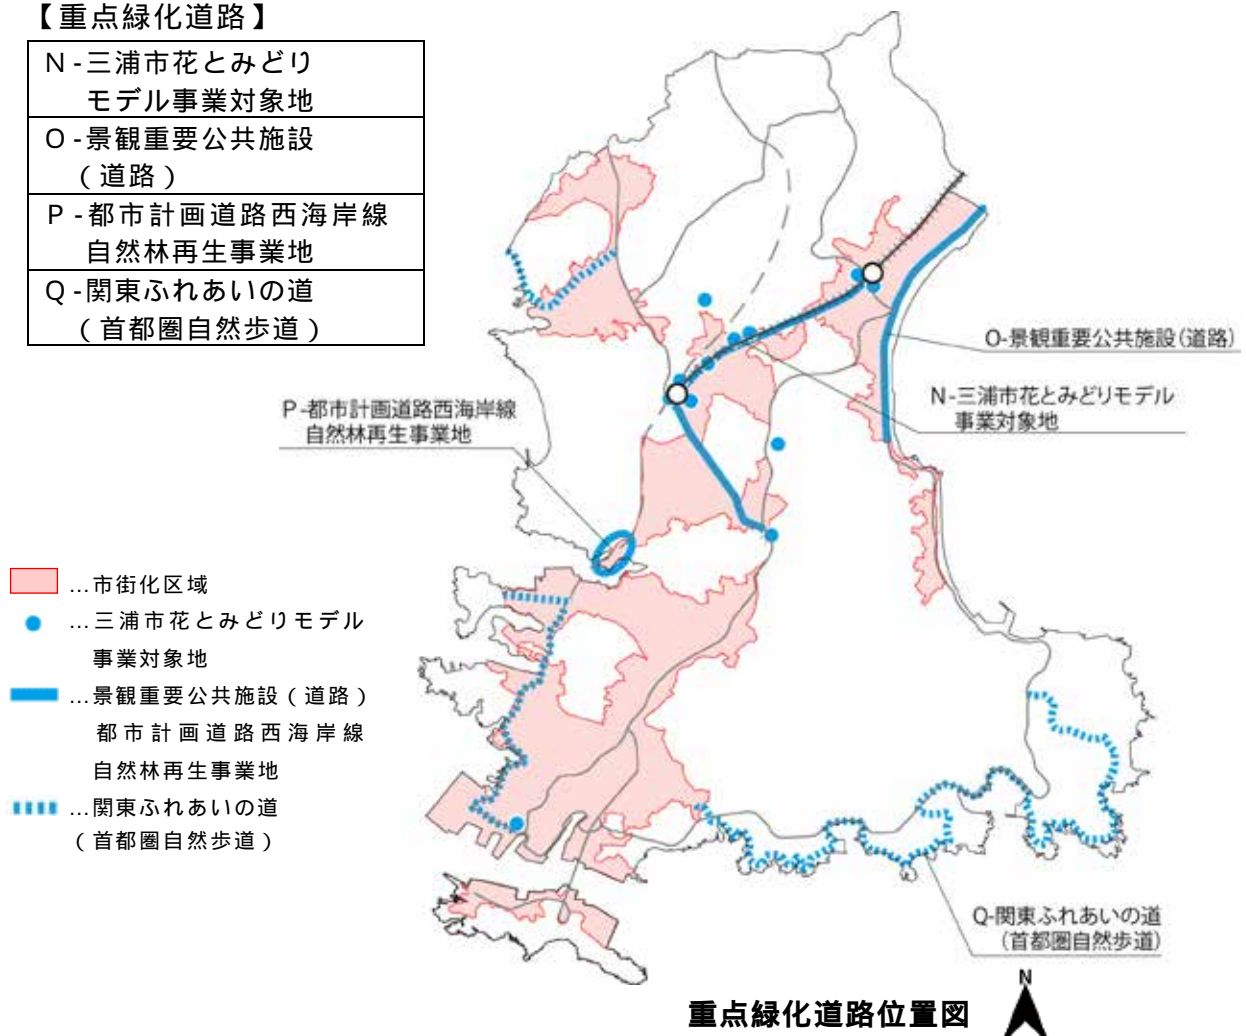 【重点緑化道路】
N-三浦市花とみどり
モデル事業対象地
O-景観重要公共施設
(道路)
P-都市計画道路西海岸線
自然林再生事業地
Q-関東ふれあいの道
(首都圏自然歩道)
O-景観重要公共施設(道路)
N-三浦市花とみどりモデル
事業対象地
P-都市計画道路西海岸線
自然林再生事業地
…市街化区域
…三浦市花とみどりモデル
事業対象地
…景観重要公共施設(道路)
都市計画道路西海岸線
自然林再生事業地
…関東ふれあいの道
(首都圏自然歩道)
Q-関東ふれあいの道
(首都圏自然歩道)
N
重点緑化道路位置図